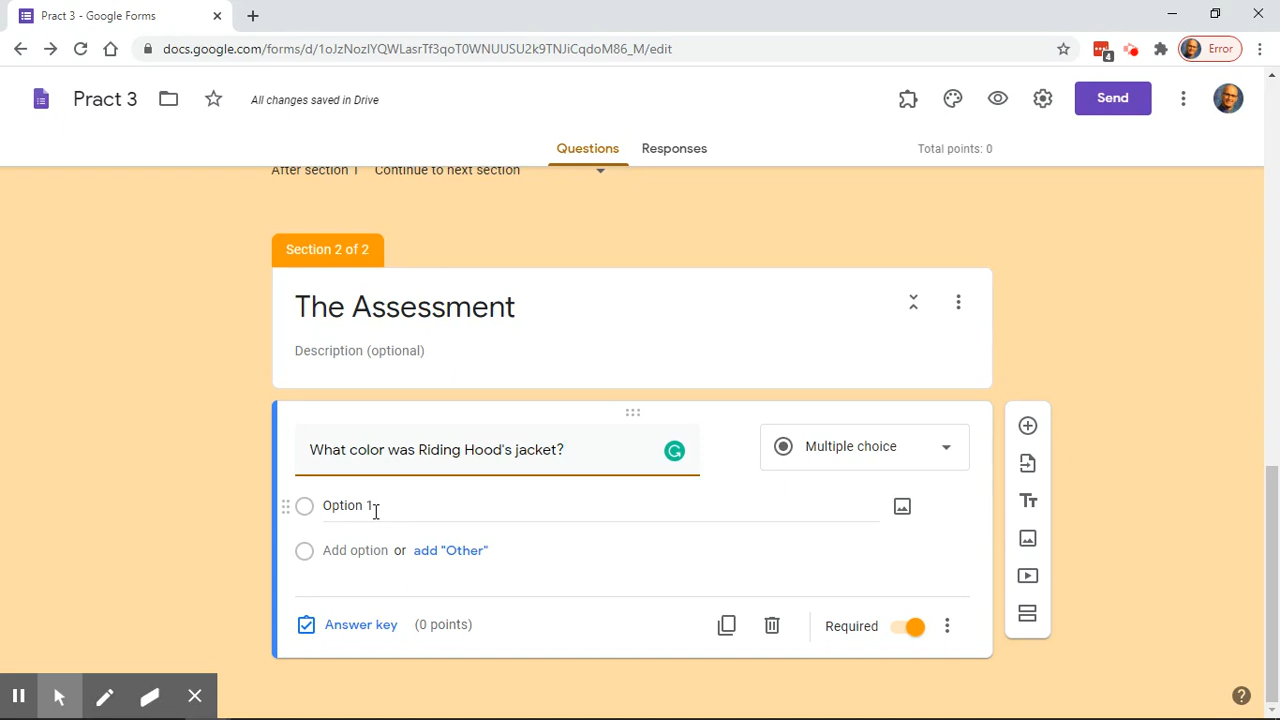 Pract 3 - Google Forms
docs.google.com/forms/d/1oJzNozlYQWLasrTf3qoT0WNUUSU2k9TNJiCqdoM86_M/edit
4
Error
Pract 3
All changes saved in Drive
Send
Questions
Responses
Total points: 0
After section 1 Continue to next section
Section 2 of 2
The Assessment
Description (optional)
What color was Riding Hood's jacket?
Multiple choice
Option 1
Add option or add "Other"
Answer key (0 points)
Required